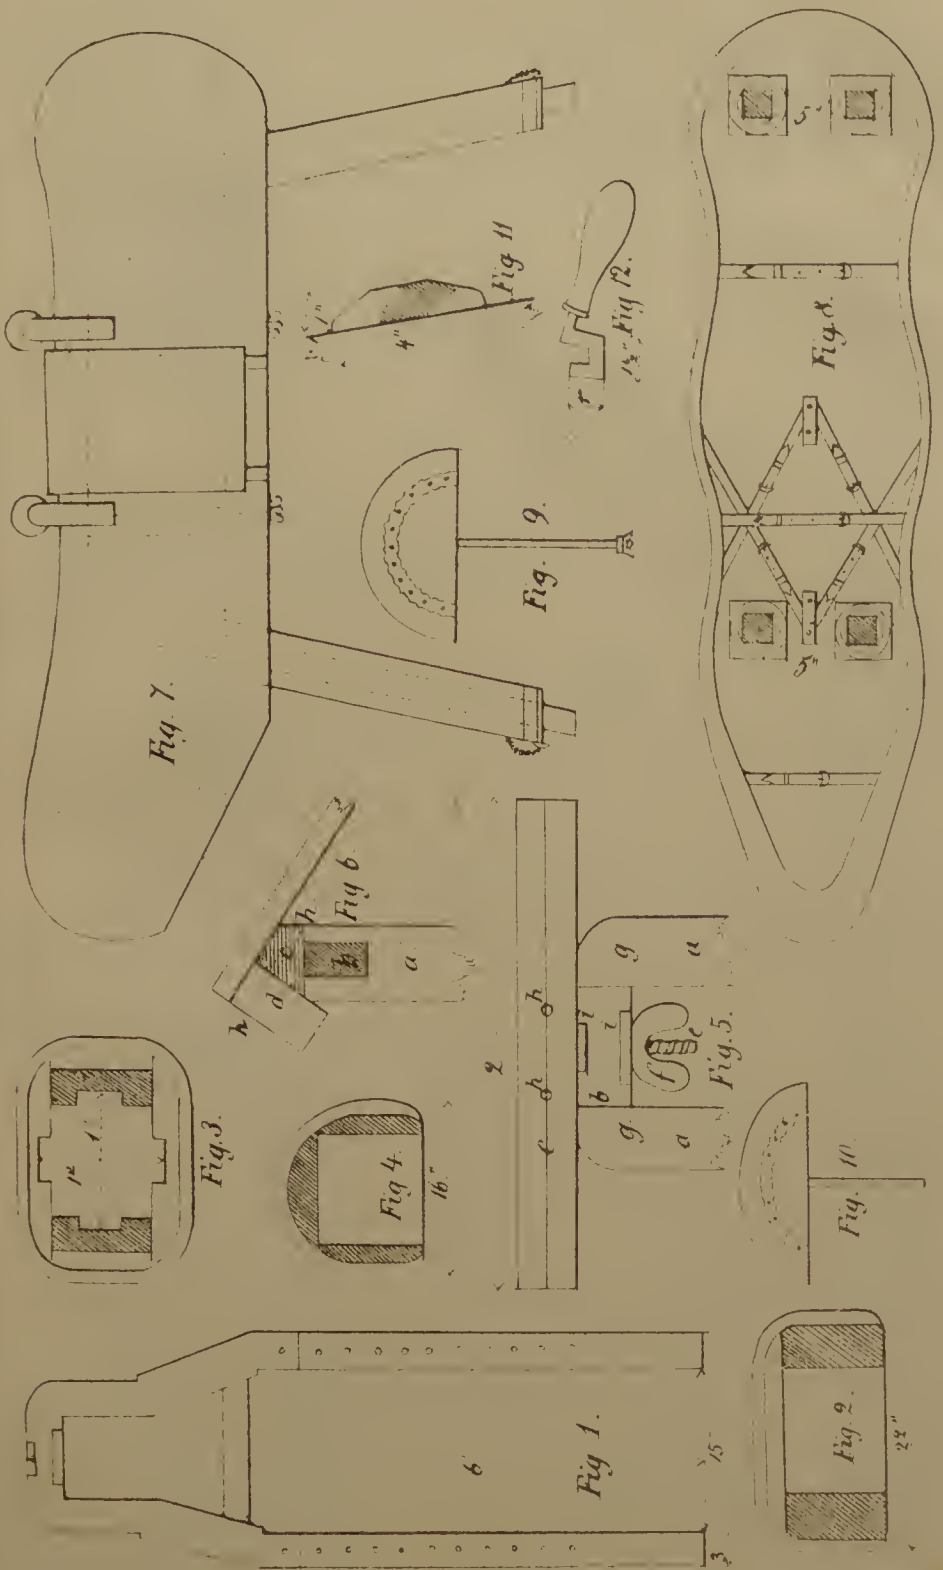 Fig. 7.
Fig 11
4"
Fig 12.
Fig. 9.
5"
Fig. 8.
5"
Fig 6
h
h
c
d
b
a
2
h
h
c
i
i
b
g
g
a
a
f
e
Fig. 5.
Fig. 3.
Fig 4.
16"
Fig. 10.
6
Fig 1.
15
3
Fig. 2.
22"